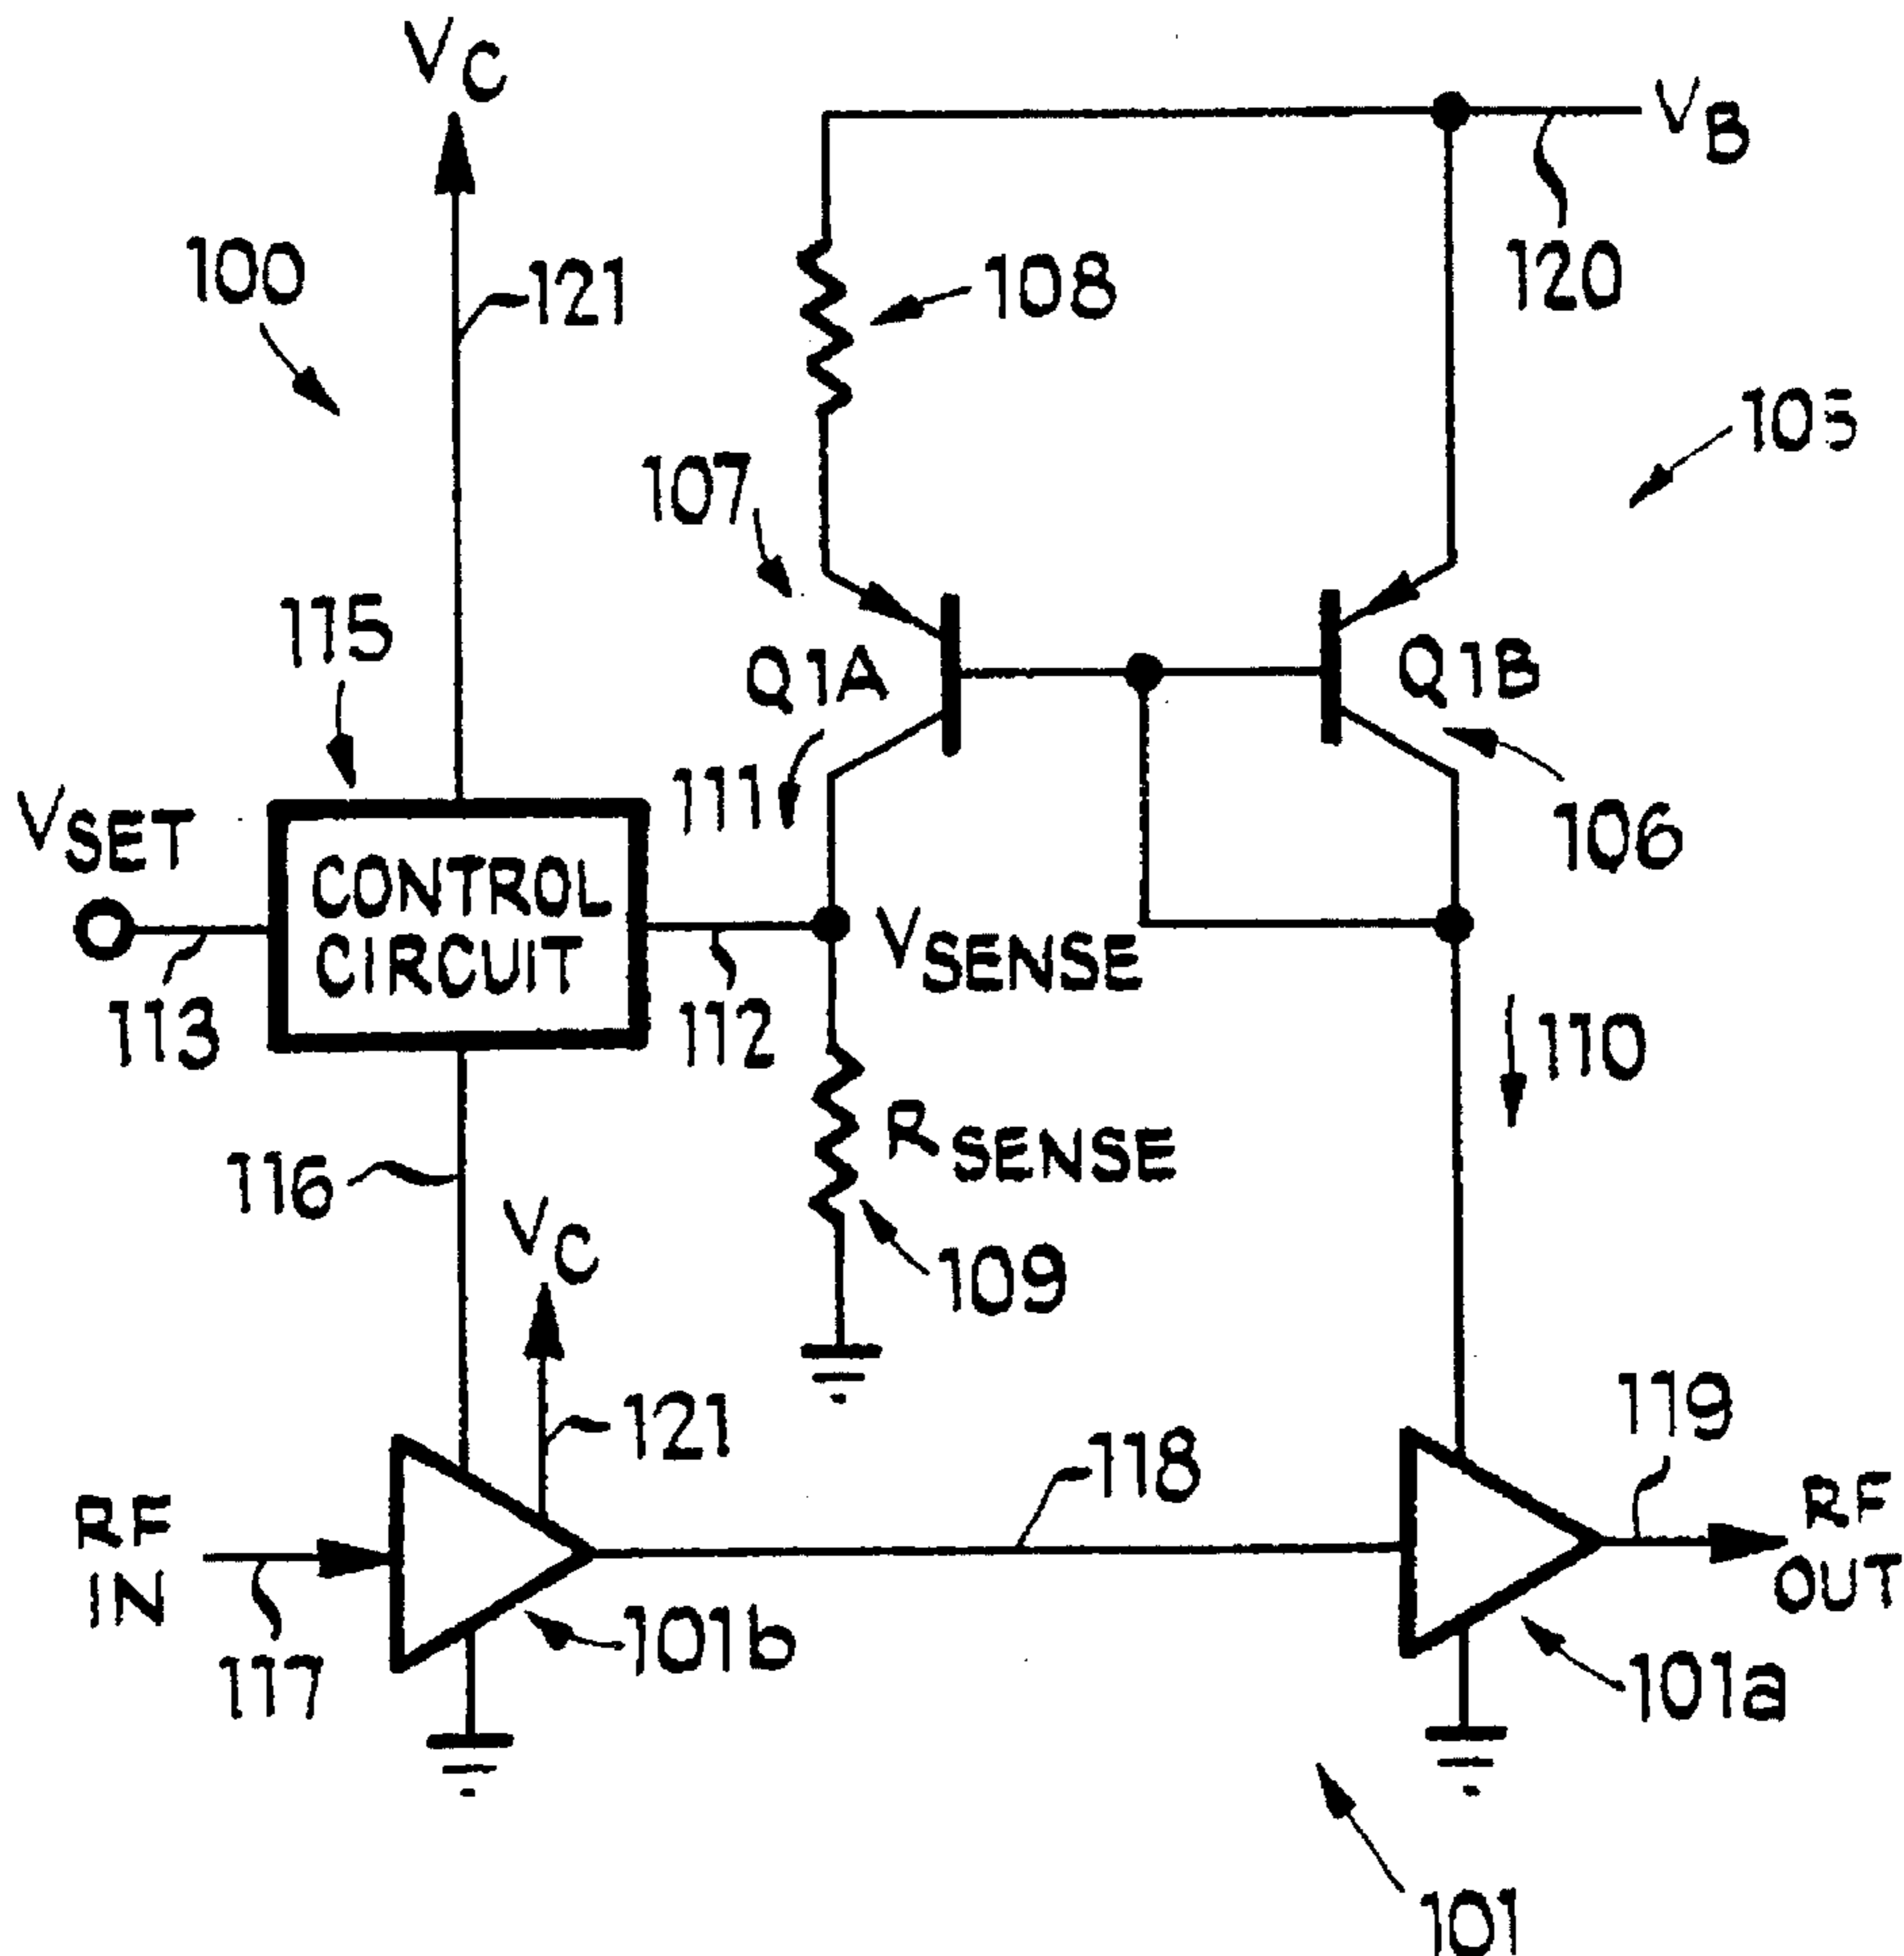 VC
VB
100
121
108
120
105
107
115
Q1A
Q1B
111
106
VSET
CONTROL
CIRCUIT
VSENSE
113
112
110
RSENSE
116
VC
109
121
118
119
RF
IN
RF
OUT
117
101b
101a
101